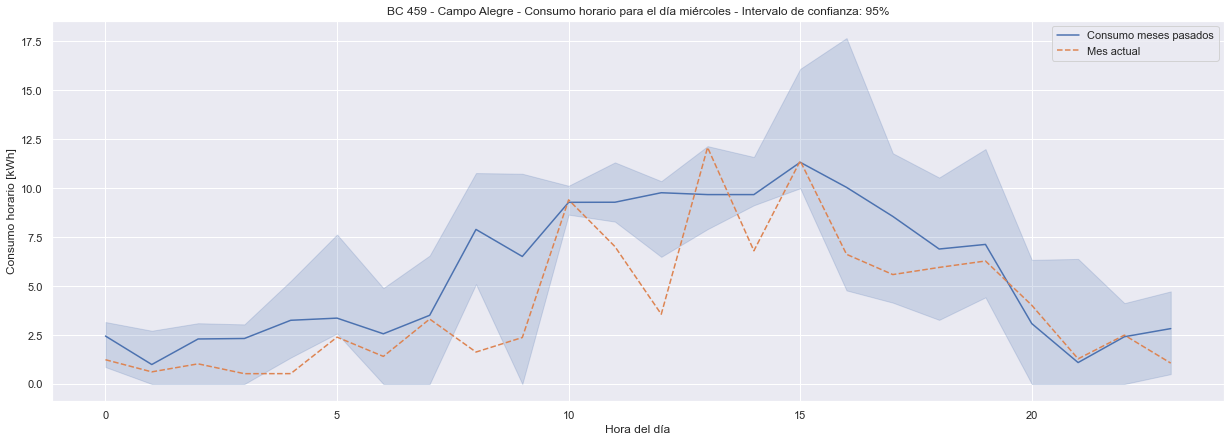 BC 459 - Campo Alegre - Consumo horario para el día miércoles - Intervalo de confianza: 95%
Consumo meses pasados
Mes actual
Consumo horario [kWh]
17.5
15.0
12.5
10.0
7.5
5.0
2.5
0.0
0 5 10 15 20
Hora del día